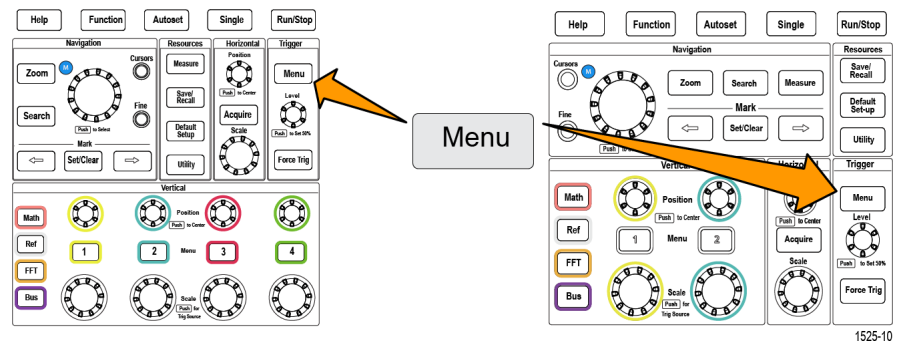 Help Function Autoset Single Run/Stop
Navigation Resources Horizontal Trigger
Zoom
M
Cursors
Search
Fine
Push to Select
Mark
Set/Clear
Measure
Save/
Recall
Default
Setup
Utility
Position
Push to Center
Acquire
Scale
Menu
Level
Push to Set 50%
Force Trig
Vertical
Math
Ref
FFT
Bus
Position
Push to Center
1 2 Menu 3 4
Scale
Push for
Trig Source
Menu
Help Function Autoset Single Run/Stop
Navigation Resources
Cursors
M
Fine
Zoom Search Measure
Mark
Set/Clear
Push
Save/
Recall
Default
Set-up
Utility
Vertical Horizontal Trigger
Math
Ref
FFT
Bus
Position
Push to Center
1 Menu 2
Scale
Push for
Trig Source
Push to Center
Acquire
Scale
Menu
Level
Push to Set 50%
Force Trig
1525-10